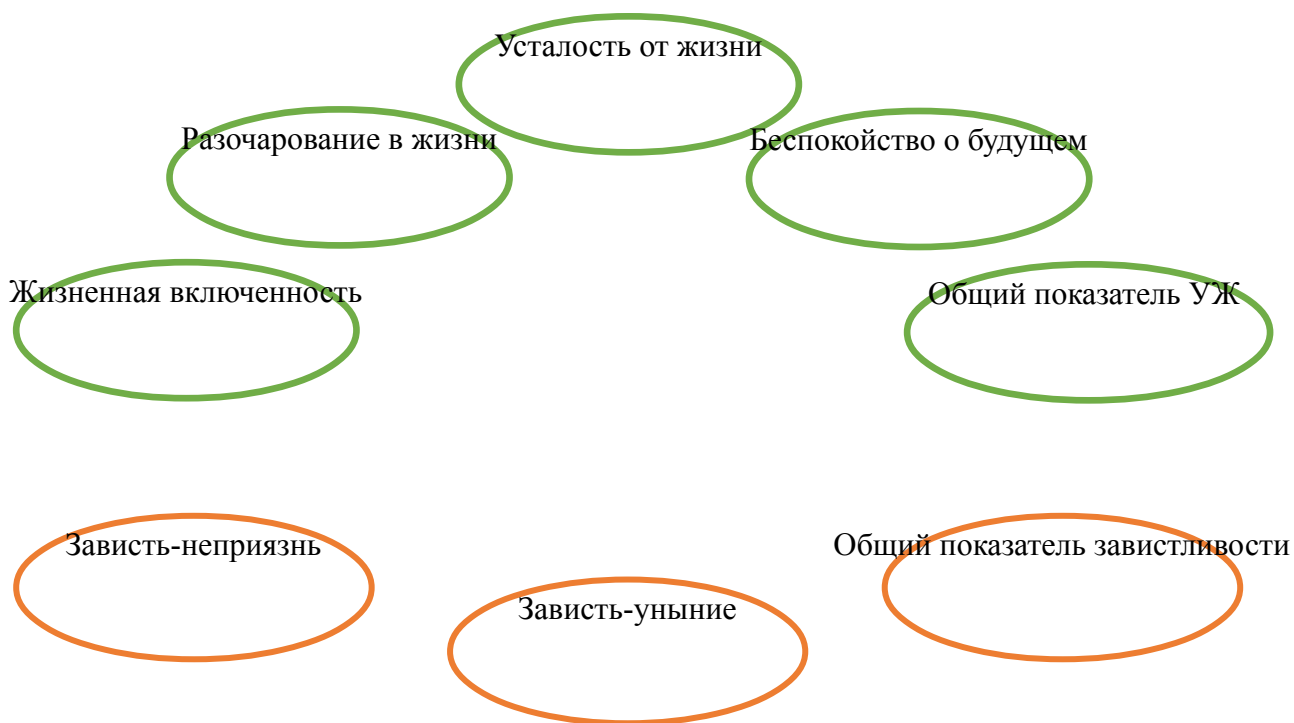 Усталость от жизни
Разочарование в жизни
Беспокойство о будущем
Жизненная включенность
Общий показатель УЖ
Зависть-неприязнь
Общий показатель завистливости
Зависть-уныние